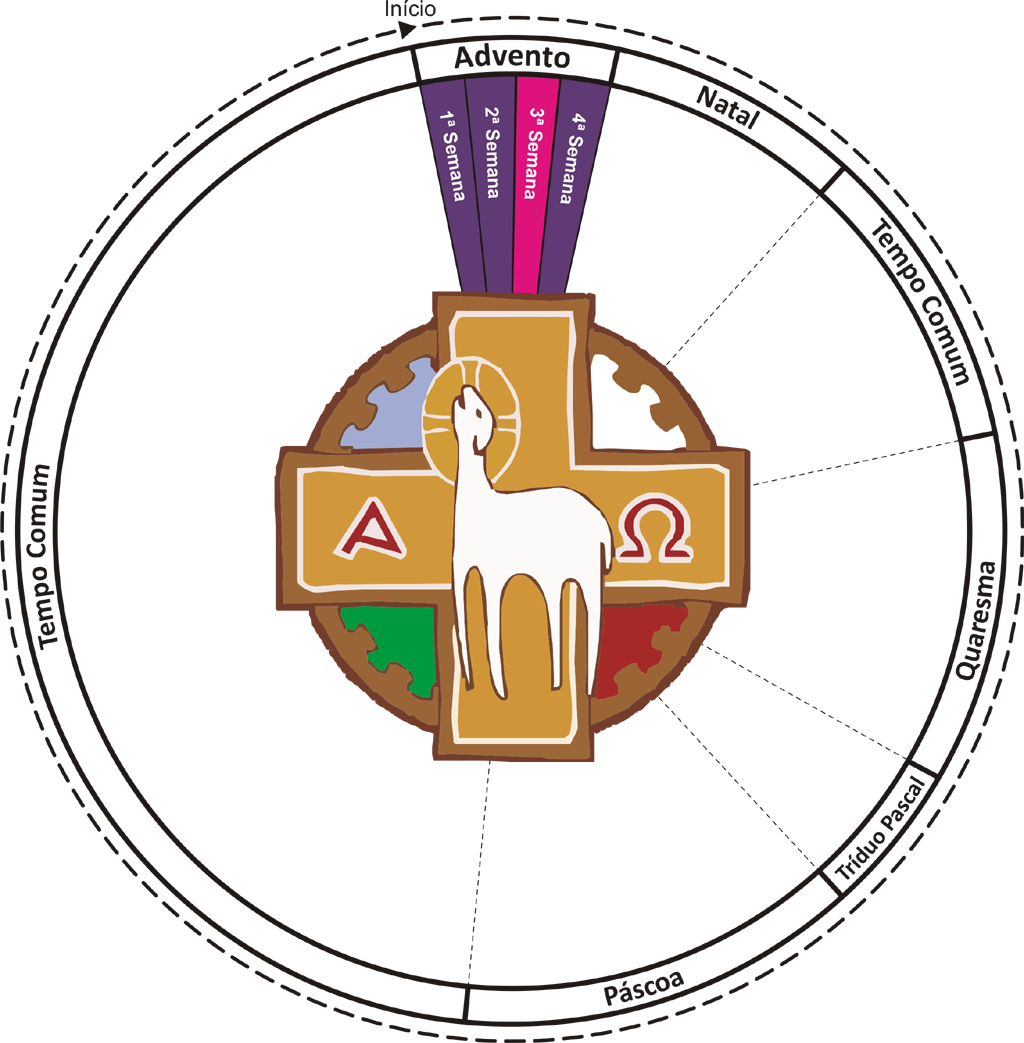 Início
Advento
1ª Semana
2ª Semana
3ª Semana
4ª Semana
Natal
Tempo Comum
Quaresma
Tríduo Pascal
Páscoa
Tempo Comum
Α
Ω